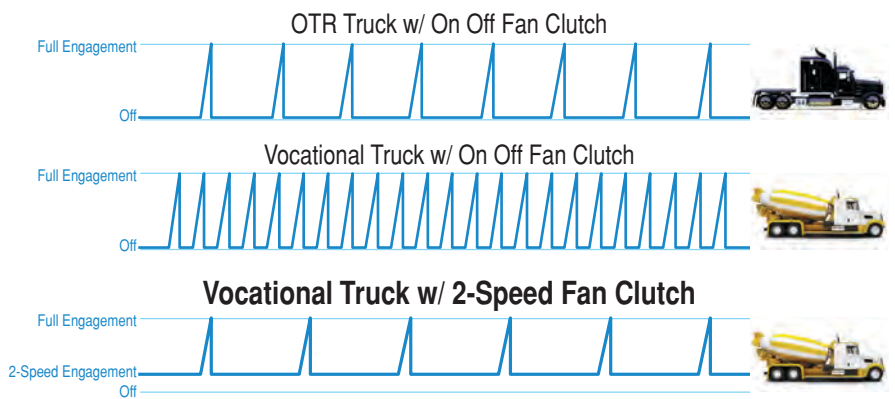 OTR Truck w/ On Off Fan Clutch
Full Engagement
Off
Vocational Truck w/ On Off Fan Clutch
Full Engagement
Off
Vocational Truck w/ 2-Speed Fan Clutch
Full Engagement
2-Speed Engagement
Off